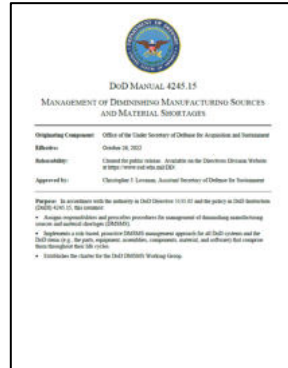 DOD MANUAL 4245.15
MANAGEMENT OF DIMINISHING MANUFACTURING SOURCES
AND MATERIAL SHORTAGES
Originating Component: Office of the Under Secretary of Defense for Acquisition and Sustainment
Effective: October 26, 2022
Releasability: Cleared for public release. Available on the Directives Division Website
at https://www.esd.whs.mil/DD/.
Approved by: Christopher J. Lowman, Assistant Secretary of Defense for Sustainment
Purpose: In accordance with the authority in DoD Directive and the policy in DoD Instruction
(DoDI) 4245.15, this issuance:
• Assigns responsibilities and prescribes procedures for management of diminishing manufacturing
sources and material shortages (DMSMS).
• Implements a risk-based, proactive DMSMS management approach for all DoD systems and the
DoD items (e.g., the parts, equipment, assemblies, components, material, and software) that comprise
them throughout their life cycles.
• Establishes the charter for the DoD DMSMS Working Group.